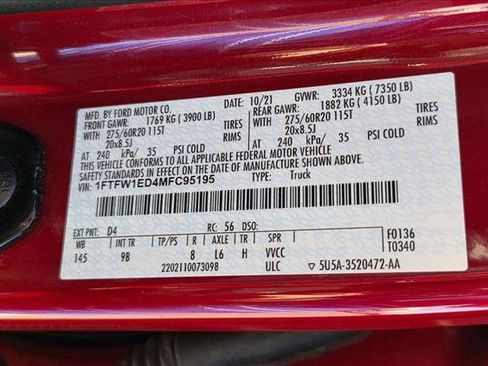 MFD. BY FORD MOTOR CO.
DATE: 10/21 GVWR: 3334 KG ( 7350 LB)
FRONT GAWR: 1769 KG ( 3900 LB) REAR GAWR: 1882 KG ( 4150 LB)
WITH 275/60R20 115T TIRES WITH 275/60R20 115T TIRES
20x8.5J RIMS 20x8.5J RIMS
AT 240 kPa/ 35 PSI COLD AT 240 kPa/ 35 PSI COLD
THIS VEHICLE CONFORMS TO ALL APPLICABLE FEDERAL MOTOR VEHICLE
SAFETY STANDARDS IN EFFECT ON THE DATE OF MANUFACTURE SHOWN ABOVE.
VIN: 1FTFW1ED4MFC95195 TYPE: Truck
EXT PNT: D4 RC: 56 DSO: F0136
WB INT TR TP/PS R AXLE TR SPR T0340
145 9B 8 L6 H VVCC
2202110073098 ULC 5U5A-3520472-AA